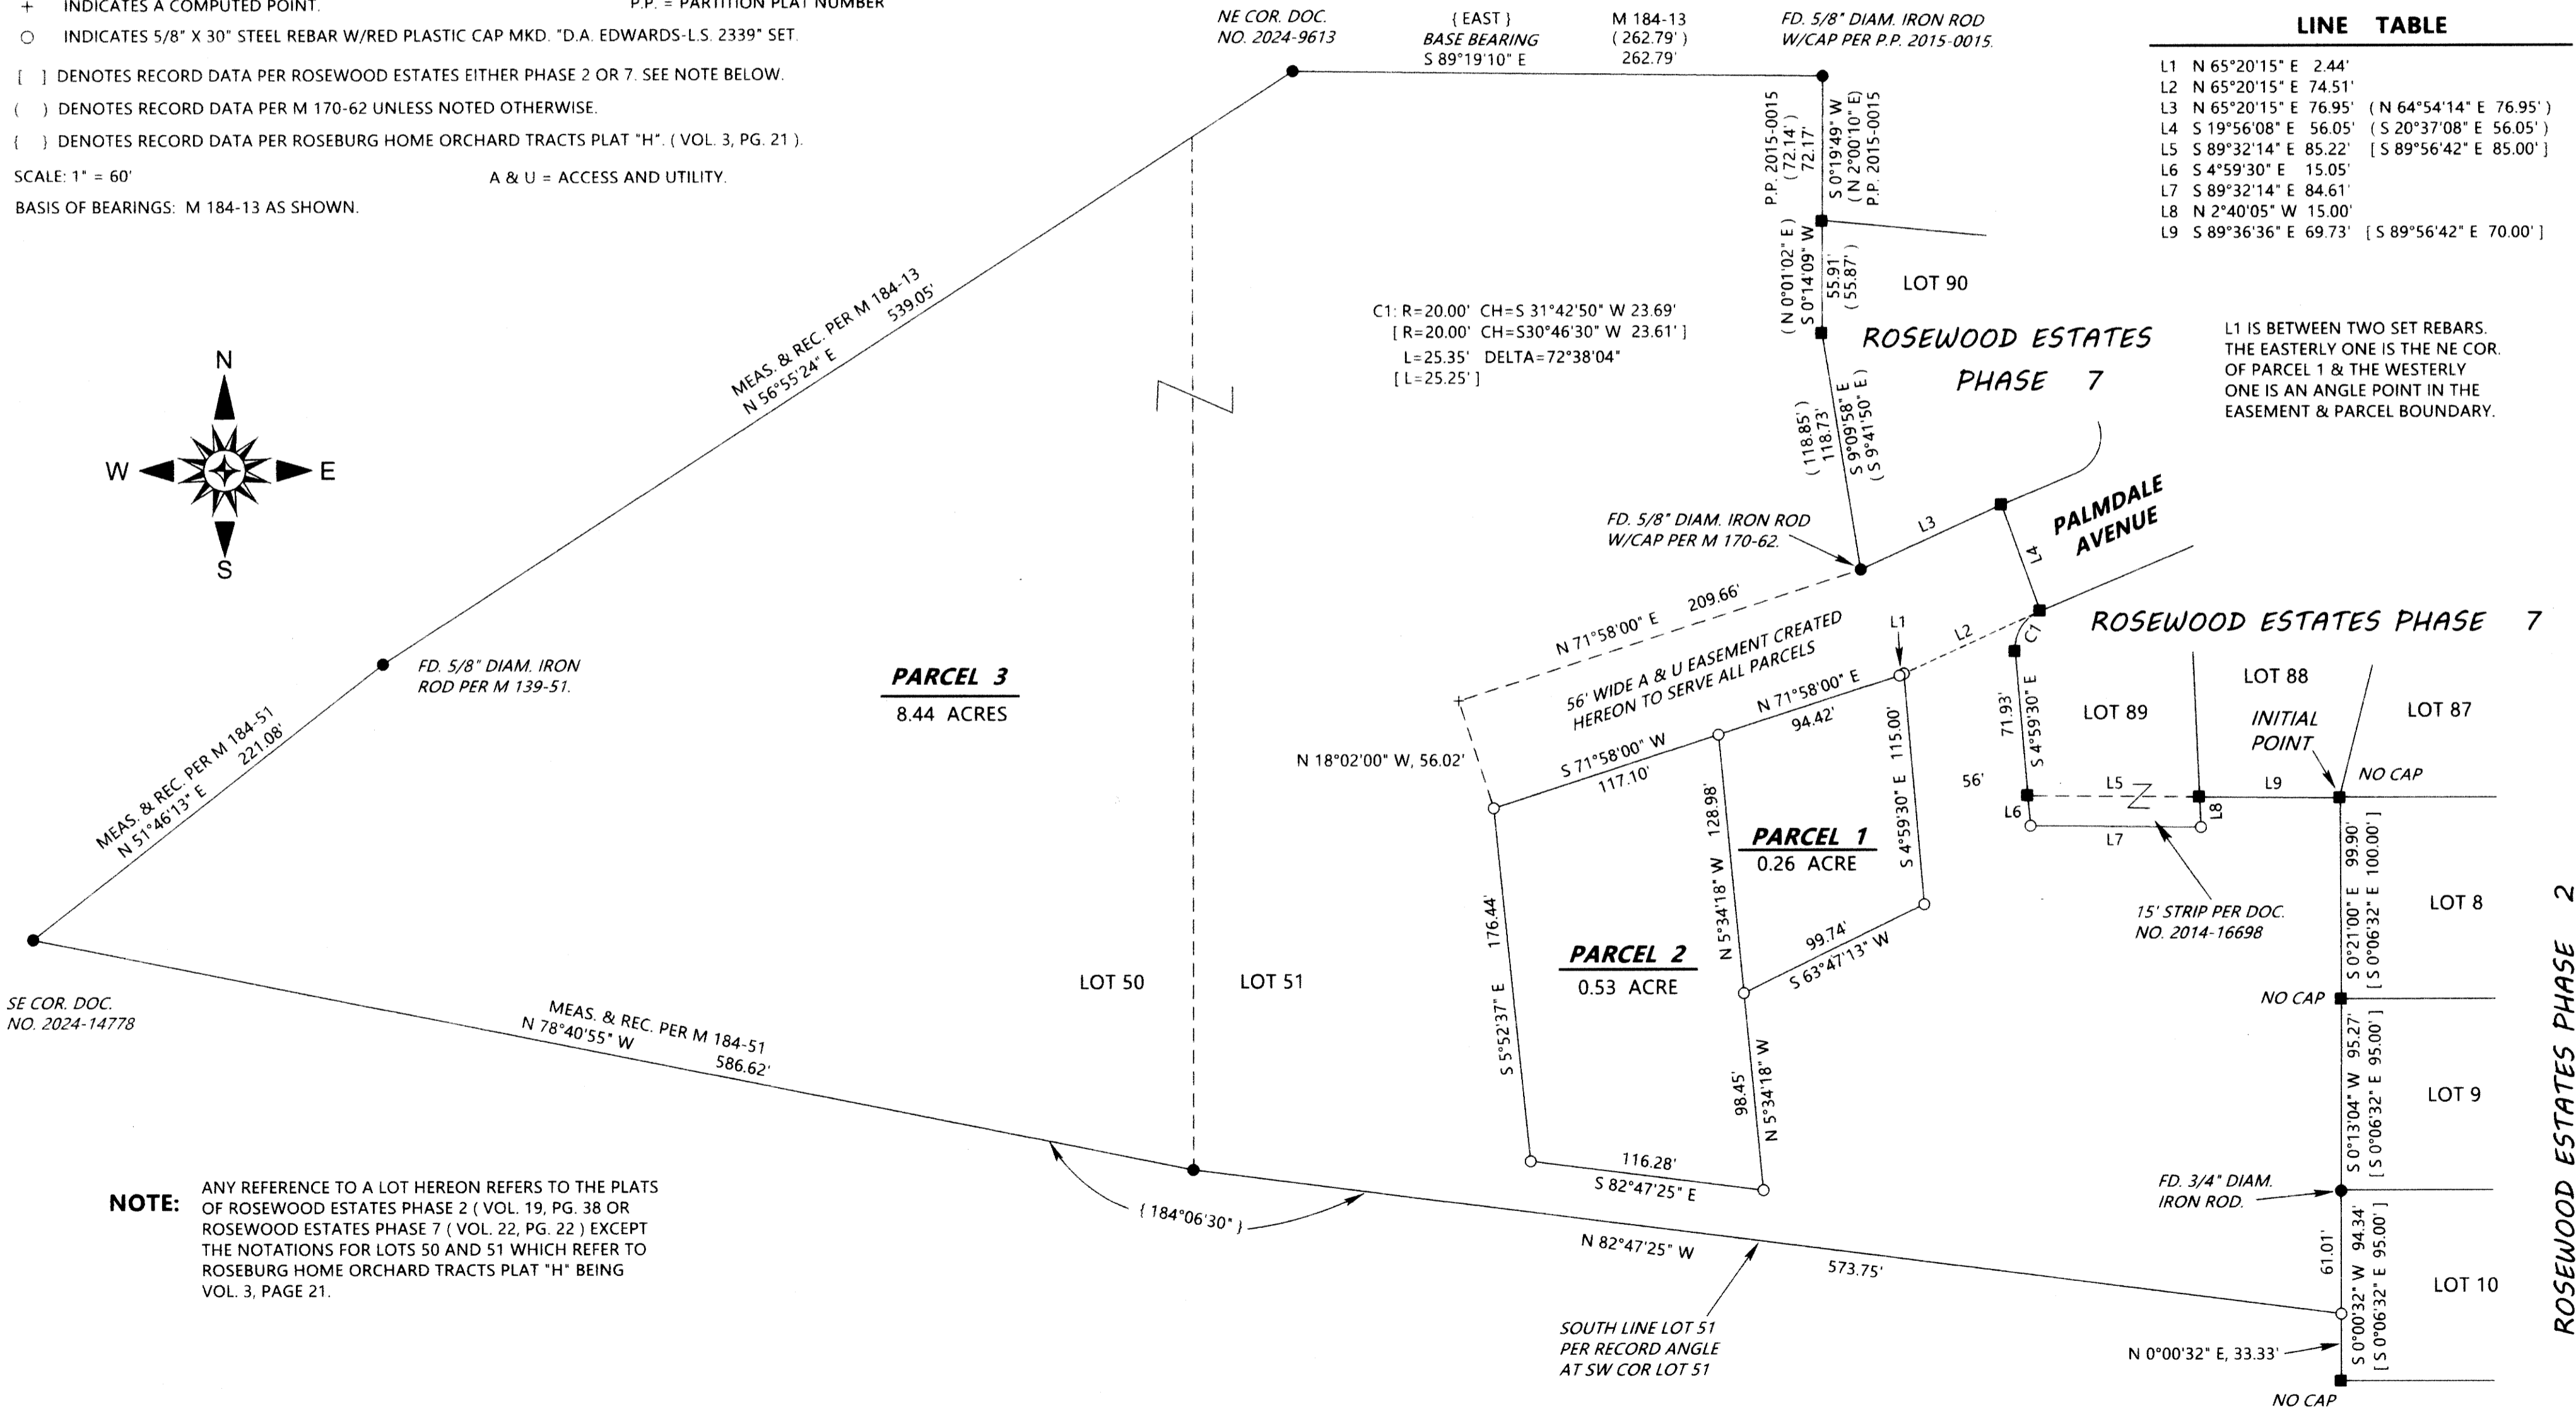 + INDICATES A COMPUTED POINT.
P.P. = PARTITION PLAT NUMBER
○ INDICATES 5/8" X 30" STEEL REBAR W/RED PLASTIC CAP MKD. "D.A. EDWARDS-L.S. 2339" SET.
[ ] DENOTES RECORD DATA PER ROSEWOOD ESTATES EITHER PHASE 2 OR 7. SEE NOTE BELOW.
( ) DENOTES RECORD DATA PER M 170-62 UNLESS NOTED OTHERWISE.
{ } DENOTES RECORD DATA PER ROSEBURG HOME ORCHARD TRACTS PLAT "H". ( VOL. 3, PG. 21 ).
SCALE: 1" = 60'
A & U = ACCESS AND UTILITY.
BASIS OF BEARINGS: M 184-13 AS SHOWN.
NE COR. DOC.
NO. 2024-9613
{ EAST }
BASE BEARING
S 89°19'10" E
M 184-13
( 262.79' )
262.79'
FD. 5/8" DIAM. IRON ROD
W/CAP PER P.P. 2015-0015.
LINE TABLE
L1 N 65°20'15" E 2.44'
L2 N 65°20'15" E 74.51'
L3 N 65°20'15" E 76.95' ( N 64°54'14" E 76.95' )
L4 S 19°56'08" E 56.05' ( S 20°37'08" E 56.05' )
L5 S 89°32'14" E 85.22' [ S 89°56'42" E 85.00' ]
L6 S 4°59'30" E 15.05'
L7 S 89°32'14" E 84.61'
L8 N 2°40'05" W 15.00'
L9 S 89°36'36" E 69.73' [ S 89°56'42" E 70.00' ]
P.P. 2015-0015
( 72.14' )
72.17'
S 0°19'49" W
( N 2°00'10" E)
P.P. 2015-0015
( N 0°01'02" E )
S 0°14'09" W
55.91'
( 55.87' )
LOT 90
C1: R=20.00' CH=S 31°42'50" W 23.69'
[ R=20.00' CH=S30°46'30" W 23.61' ]
L=25.35' DELTA=72°38'04"
[ L=25.25' ]
ROSEWOOD ESTATES
PHASE 7
L1 IS BETWEEN TWO SET REBARS.
THE EASTERLY ONE IS THE NE COR.
OF PARCEL 1 & THE WESTERLY
ONE IS AN ANGLE POINT IN THE
EASEMENT & PARCEL BOUNDARY.
MEAS. & REC. PER M 184-13
539.05'
N 56°55'24" E
N
W
E
S
( 118.85' )
118.73'
S 9°09'58" E
( S 9°41'50" E )
FD. 5/8" DIAM. IRON ROD
W/CAP PER M 170-62.
L3
L4
PALMDALE
AVENUE
N 71°58'00" E 209.66'
56' WIDE A & U EASEMENT CREATED
HEREON TO SERVE ALL PARCELS
L1
L2
C1
ROSEWOOD ESTATES PHASE 7
FD. 5/8" DIAM. IRON
ROD PER M 139-51.
PARCEL 3
8.44 ACRES
LOT 88
LOT 89
LOT 87
INITIAL
POINT
NO CAP
71.93'
S 4°59'30" E
56'
L5
L6
L7
L8
L9
MEAS. & REC. PER M 184-51
221.08'
N 51°46'13" E
N 18°02'00" W, 56.02'
S 71°58'00" W
117.10'
N 71°58'00" E
94.42'
N 5°34'18" W 128.98'
S 4°59'30" E 115.00'
PARCEL 1
0.26 ACRE
99.74'
S 63°47'13" W
S 5°52'37" E 176.44'
PARCEL 2
0.53 ACRE
98.45'
N 5°34'18" W
116.28'
S 82°47'25" E
15' STRIP PER DOC.
NO. 2014-16698
S 0°21'00" E 99.90'
[ S 0°06'32" E 100.00' ]
LOT 8
NO CAP
S 0°13'04" W 95.27'
[ S 0°06'32" E 95.00' ]
LOT 9
ROSEWOOD ESTATES PHASE 2
LOT 50
LOT 51
SE COR. DOC.
NO. 2024-14778
MEAS. & REC. PER M 184-51
N 78°40'55" W
586.62'
{ 184°06'30" }
N 82°47'25" W
573.75'
FD. 3/4" DIAM.
IRON ROD.
61.01'
S 0°00'32" W 94.34'
[ S 0°06'32" E 95.00' ]
LOT 10
N 0°00'32" E, 33.33'
NO CAP
SOUTH LINE LOT 51
PER RECORD ANGLE
AT SW COR LOT 51
NOTE:
ANY REFERENCE TO A LOT HEREON REFERS TO THE PLATS
OF ROSEWOOD ESTATES PHASE 2 ( VOL. 19, PG. 38 OR
ROSEWOOD ESTATES PHASE 7 ( VOL. 22, PG. 22 ) EXCEPT
THE NOTATIONS FOR LOTS 50 AND 51 WHICH REFER TO
ROSEBURG HOME ORCHARD TRACTS PLAT "H" BEING
VOL. 3, PAGE 21.